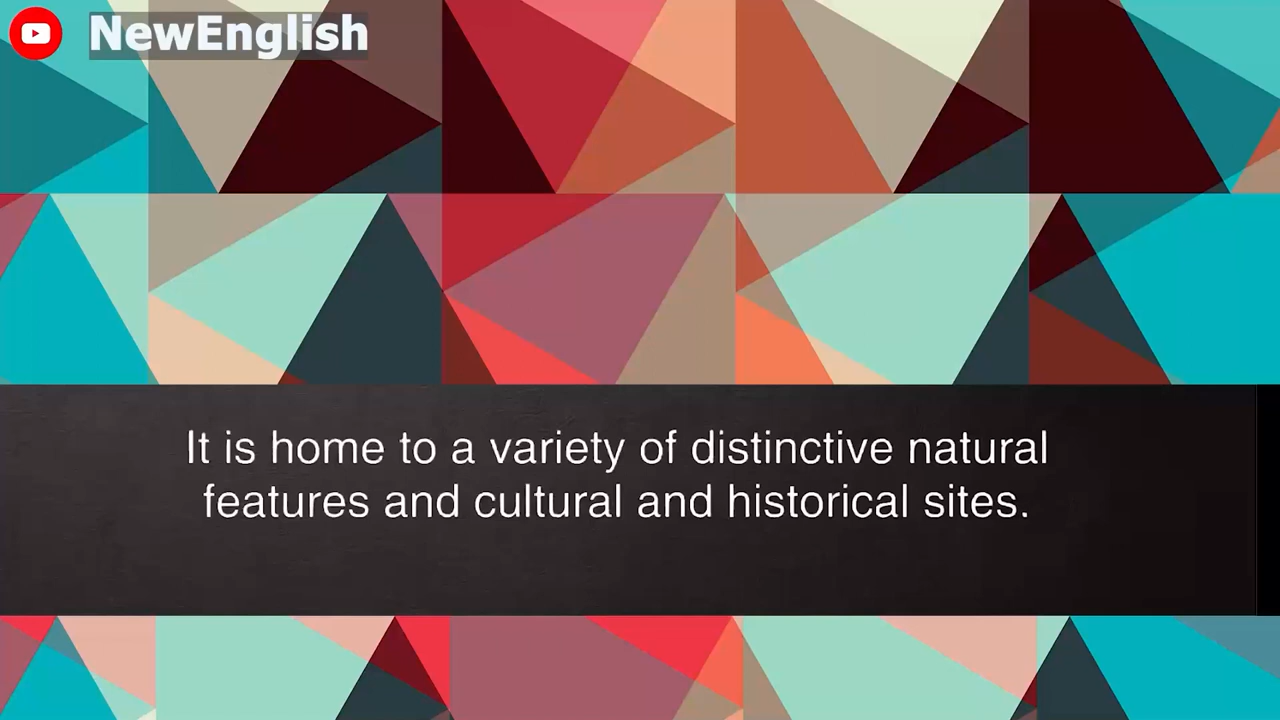 NewEnglish
It is home to a variety of distinctive natural
features and cultural and historical sites.